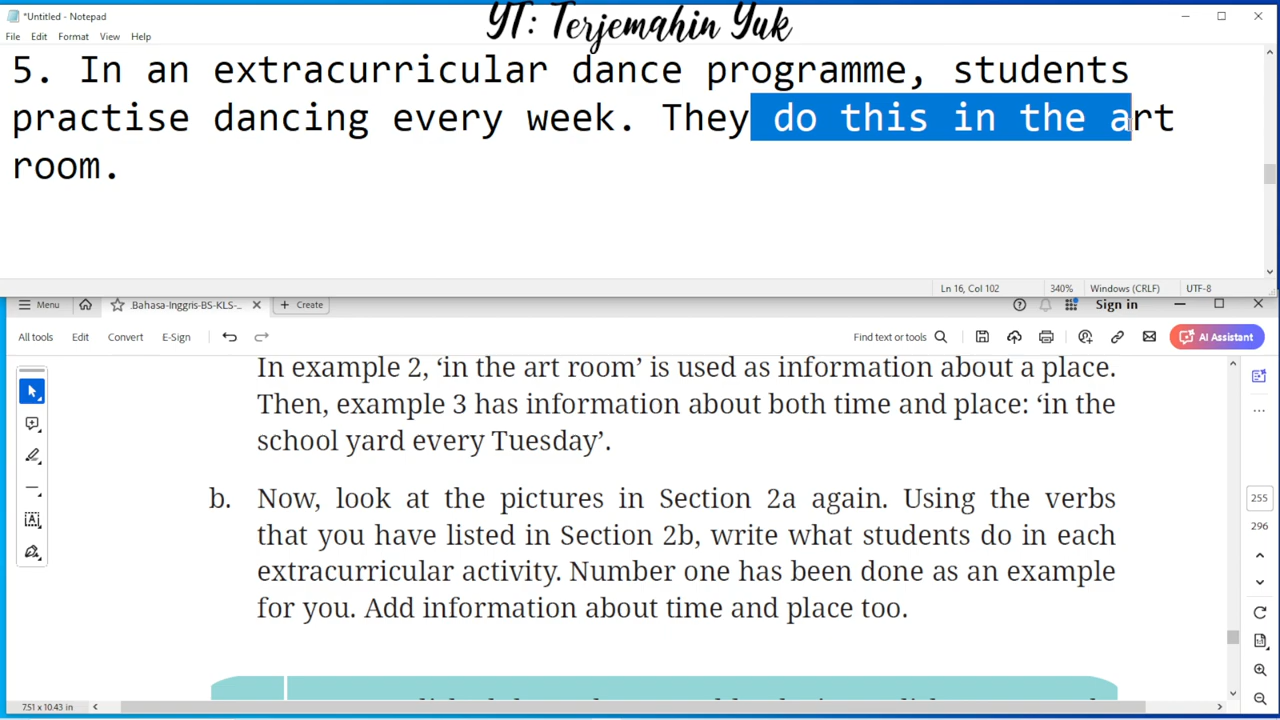 *Untitled - Notepad
YT: Terjemahin Yuk
File Edit Format View Help
5. In an extracurricular dance programme, students
practise dancing every week. They do this in the art
room.
Ln 16, Col 102 340% Windows (CRLF) UTF-8
Menu Bahasa-Inggris-BS-KLS-... Create Sign in
All tools Edit Convert E-Sign Find text or tools AI Assistant
In example 2, ‘in the art room’ is used as information about a place.
Then, example 3 has information about both time and place: ‘in the
school yard every Tuesday’.
b. Now, look at the pictures in Section 2a again. Using the verbs
that you have listed in Section 2b, write what students do in each
extracurricular activity. Number one has been done as an example
for you. Add information about time and place too.
255
296
7.51 x 10.43 in